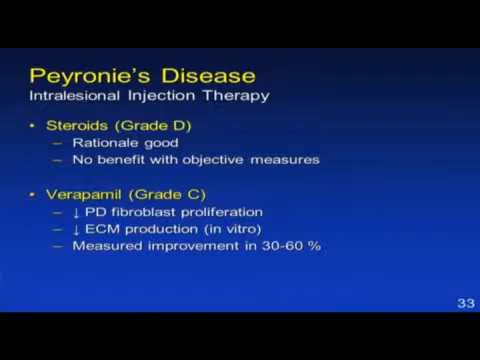 Peyronie's Disease
Intralesional Injection Therapy
• Steroids (Grade D)
– Rationale good
– No benefit with objective measures
• Verapamil (Grade C)
– ↓ PD fibroblast proliferation
– ↓ ECM production (in vitro)
– Measured improvement in 30-60 %
33